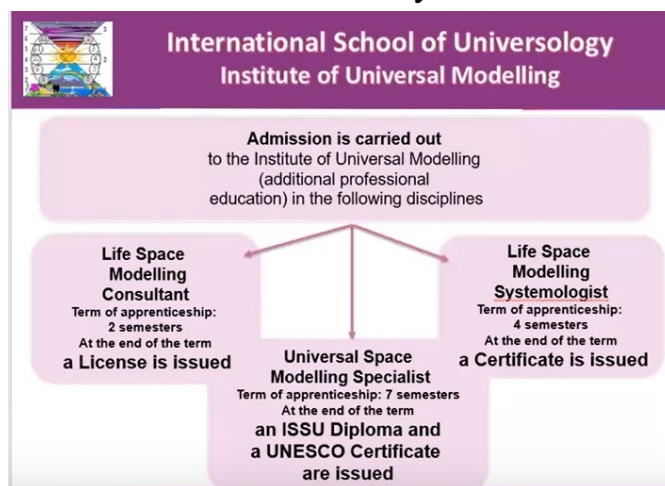 International School of Universology
Institute of Universal Modelling
Admission is carried out
to the Institute of Universal Modelling
(additional professional
education) in the following disciplines
Life Space
Modelling
Consultant
Term of apprenticeship:
2 semesters
At the end of the term
a License is issued
Universal Space
Modelling Specialist
Term of apprenticeship: 7 semesters
At the end of the term
an ISSU Diploma and
a UNESCO Certificate
are issued
Life Space
Modelling
Systemologist
Term of apprenticeship:
4 semesters
At the end of the term
a Certificate is issued